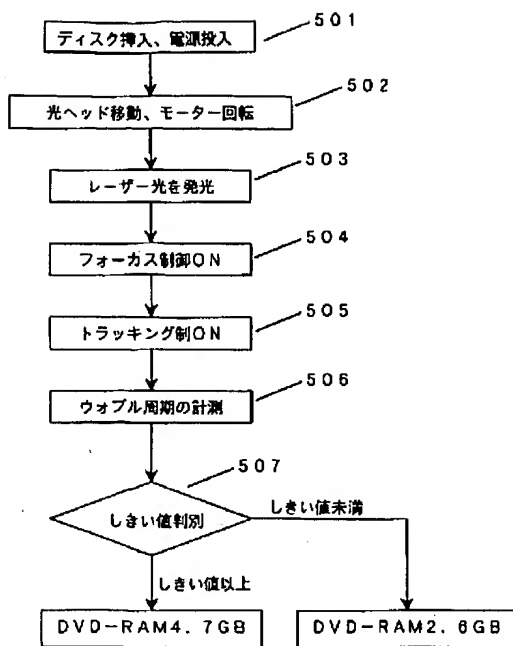 501
ディスク挿入、電源投入
502
光ヘッド移動、モーター回転
503
レーザー光を発光
504
フォーカス制御ON
505
トラッキング制ON
506
ウォブル周期の計測
507
しきい値判別
しきい値未満
しきい値以上
DVD-RAM4.7GB
DVD-RAM2.6GB